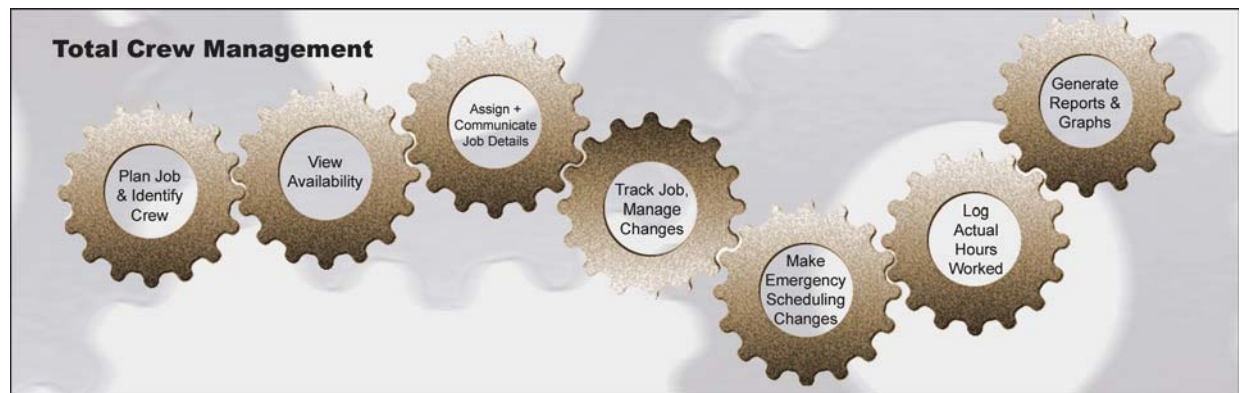 Total Crew Management
Plan Job
& Identify
Crew
View
Availability
Assign +
Communicate
Job Details
Track Job,
Manage
Changes
Make
Emergency
Scheduling
Changes
Log
Actual
Hours
Worked
Generate
Reports &
Graphs